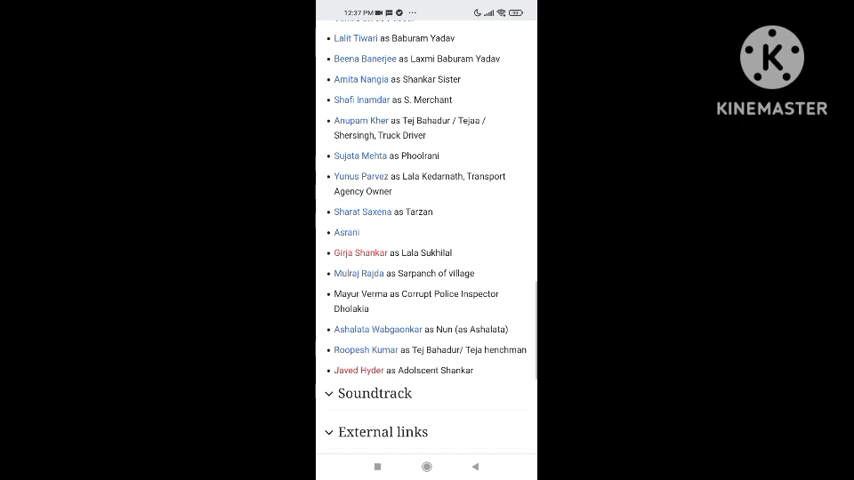 12:37 PM
Lalit Tiwari as Baburam Yadav
Beena Banerjee as Laxmi Baburam Yadav
Amita Nangia as Shankar Sister
Shafi Inamdar as S. Merchant
Anupam Kher as Tej Bahadur / Tejaa /
Shersingh, Truck Driver
Sujata Mehta as Phoolrani
Yunus Parvez as Lala Kedarnath, Transport
Agency Owner
Sharat Saxena as Tarzan
Asrani
Girja Shankar as Lala Sukhilal
Mulraj Rajda as Sarpanch of village
Mayur Verma as Corrupt Police Inspector
Dholakia
Ashalata Wabgaonkar as Nun (as Ashalata)
Roopesh Kumar as Tej Bahadur/ Teja henchman
Javed Hyder as Adolscent Shankar
Soundtrack
External links
K
KINEMASTER